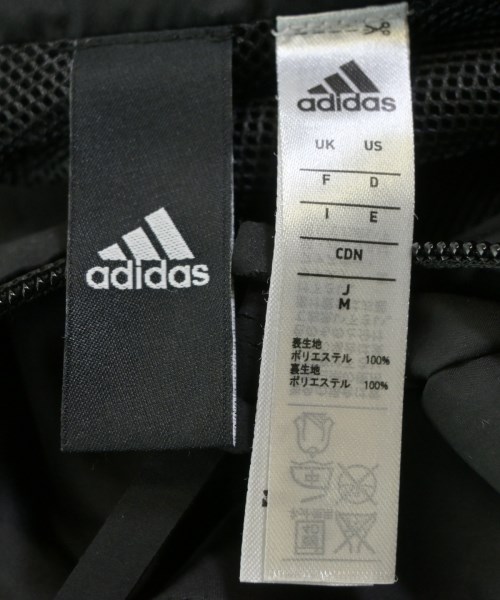 adidas
adidas
UK US
F D
I E
CDN
J
M
表生地
ポリエステル 100%
裏生地
ポリエステル 100%